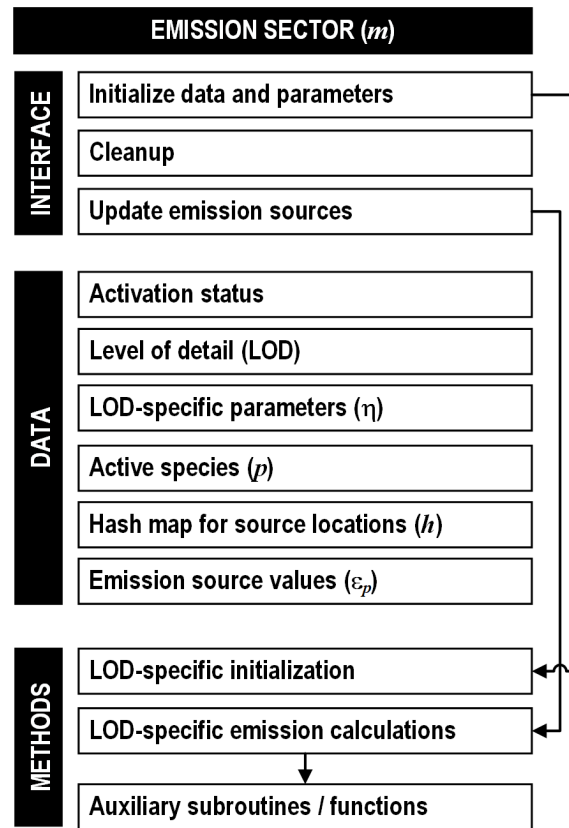 EMISSION SECTOR (m)
INTERFACE
Initialize data and parameters
Cleanup
Update emission sources
DATA
Activation status
Level of detail (LOD)
LOD-specific parameters (η)
Active species (p)
Hash map for source locations (h)
Emission source values (εp)
METHODS
LOD-specific initialization
LOD-specific emission calculations
Auxiliary subroutines / functions